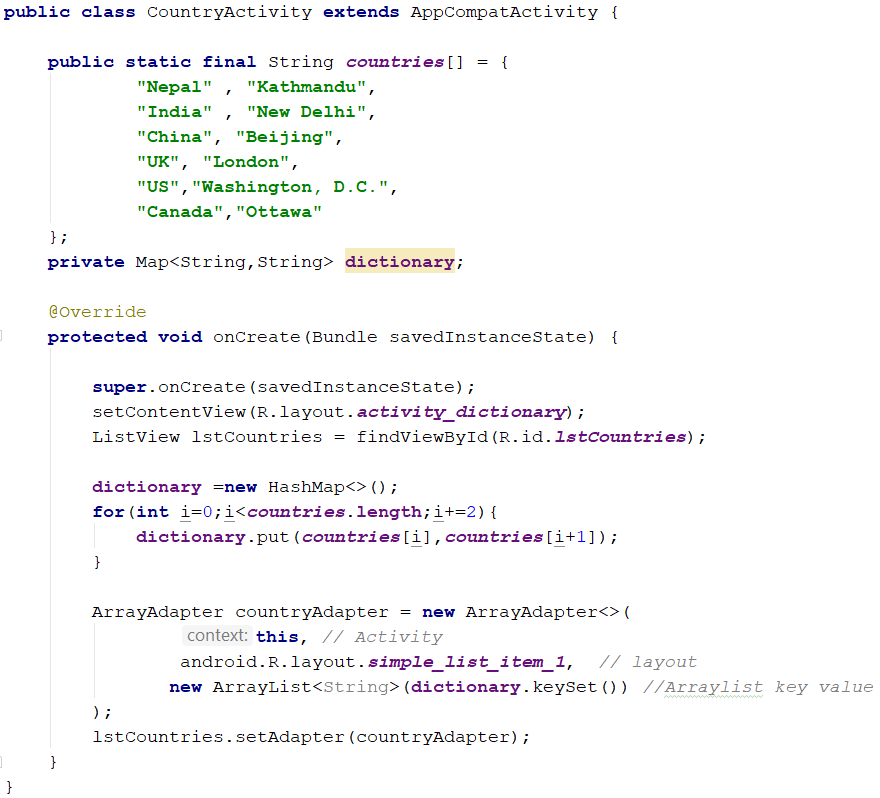 public class CountryActivity extends AppCompatActivity {
public static final String countries[] = {
"Nepal" , "Kathmandu",
"India" , "New Delhi",
"China", "Beijing",
"UK", "London",
"US","Washington, D.C.",
"Canada","Ottawa"
};
private Map<String,String> dictionary;
@Override
protected void onCreate(Bundle savedInstanceState) {
super.onCreate(savedInstanceState);
setContentView(R.layout.activity_dictionary);
ListView lstCountries = findViewById(R.id.lstCountries);
dictionary =new HashMap<>();
for(int i=0;i<countries.length;i+=2){
dictionary.put(countries[i],countries[i+1]);
}
ArrayAdapter countryAdapter = new ArrayAdapter<>(
context: this, // Activity
android.R.layout.simple_list_item_1, // layout
new ArrayList<String>(dictionary.keySet()) //Arraylist key value
);
lstCountries.setAdapter(countryAdapter);
}
}